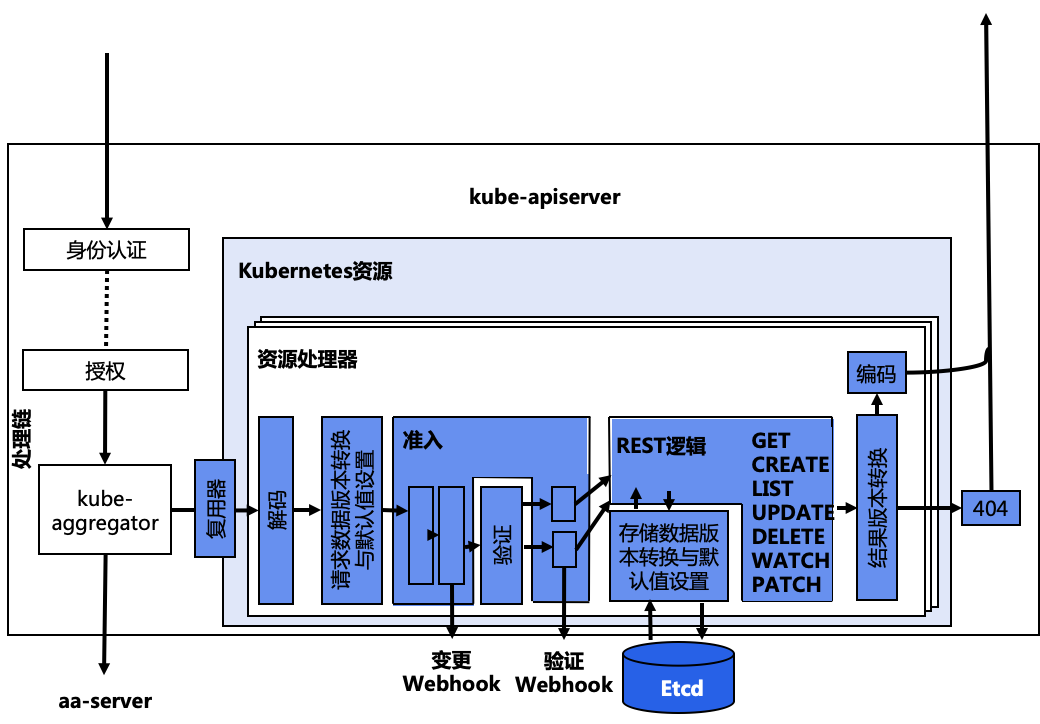 kube-apiserver
身份认证
Kubernetes资源
授权
资源处理器
处理链
kube-
aggregator
复用器
解码
请求数据版本转换
与默认值设置
准入
验证
REST逻辑
存储数据版
本转换与默
认值设置
GET
CREATE
LIST
UPDATE
DELETE
WATCH
PATCH
编码
结果版本转换
404
变更
Webhook
验证
Webhook
Etcd
aa-server